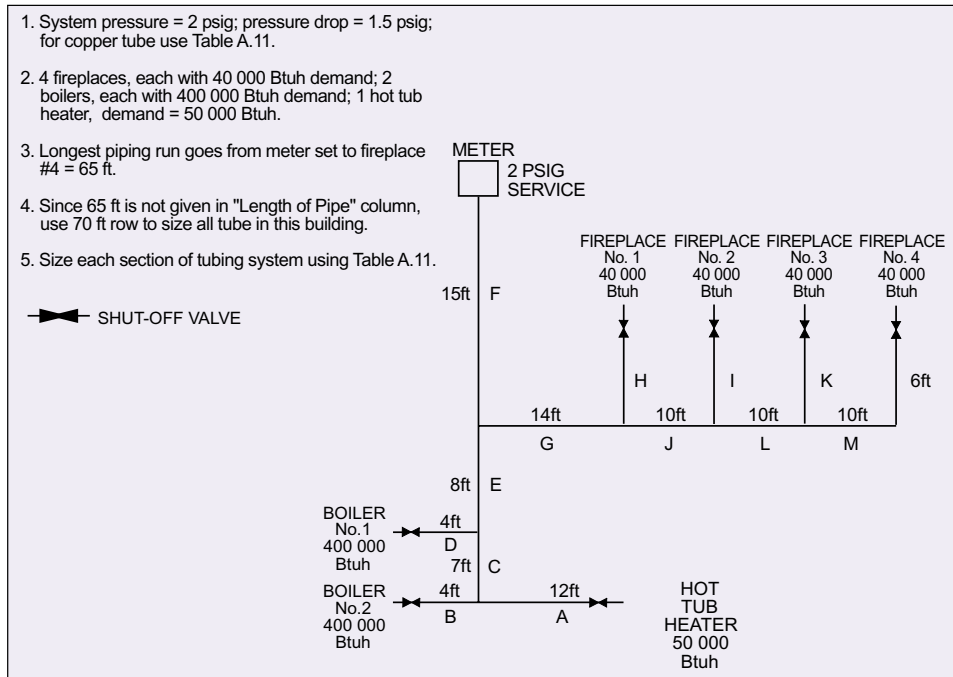 1. System pressure = 2 psig; pressure drop = 1.5 psig;
for copper tube use Table A.11.
2. 4 fireplaces, each with 40 000 Btuh demand; 2
boilers, each with 400 000 Btuh demand; 1 hot tub
heater, demand = 50 000 Btuh.
3. Longest piping run goes from meter set to fireplace
#4 = 65 ft.
4. Since 65 ft is not given in "Length of Pipe" column,
use 70 ft row to size all tube in this building.
5. Size each section of tubing system using Table A.11.
SHUT-OFF VALVE
METER
2 PSIG
SERVICE
FIREPLACE
No. 1
40 000
Btuh
FIREPLACE
No. 2
40 000
Btuh
FIREPLACE
No. 3
40 000
Btuh
FIREPLACE
No. 4
40 000
Btuh
15ft F
H
I
K
6ft
14ft
10ft
10ft
10ft
G
J
L
M
8ft E
BOILER
No.1
400 000
Btuh
4ft
D
7ft C
BOILER
No.2
400 000
Btuh
4ft
B
12ft
A
HOT
TUB
HEATER
50 000
Btuh